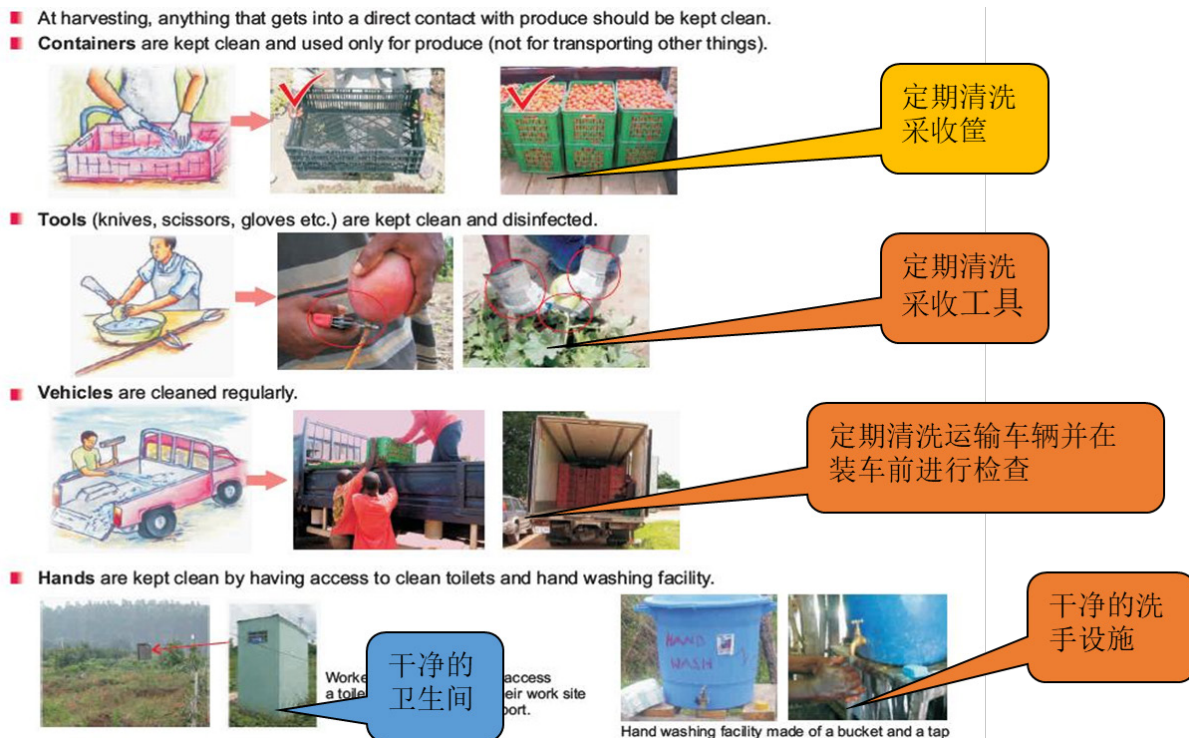 At harvesting, anything that gets into a direct contact with produce should be kept clean.
Containers are kept clean and used only for produce (not for transporting other things).
定期清洗
采收筐
Tools (knives, scissors, gloves etc.) are kept clean and disinfected.
定期清洗
采收工具
Vehicles are cleaned regularly.
定期清洗运输车辆并在
装车前进行检查
Hands are kept clean by having access to clean toilets and hand washing facility.
干净的
卫生间
access
work site
HAND
WASH
干净的洗
手设施
Hand washing facility made of a bucket and a tap